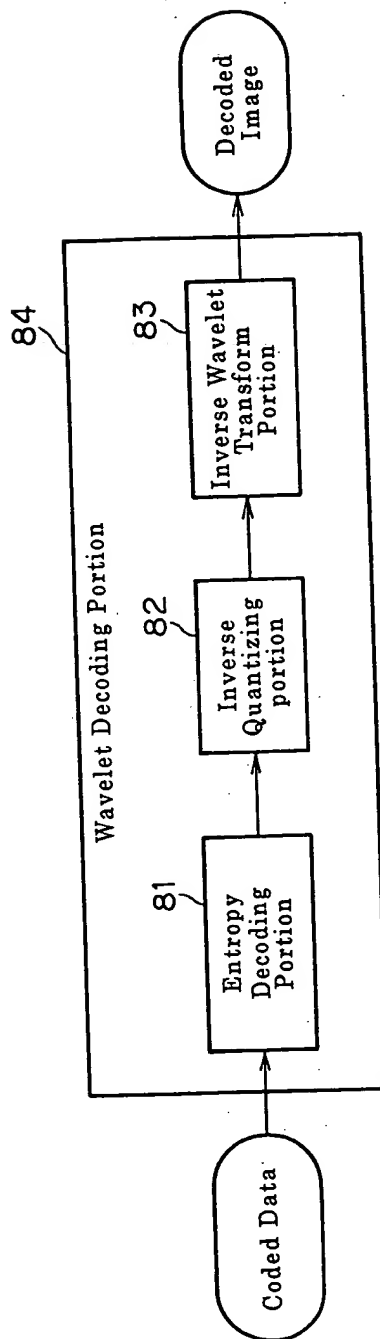 84
Wavelet Decoding Portion
Coded Data
81
Entropy
Decoding
Portion
82
Inverse
Quantizing
portion
83
Inverse Wavelet
Transform
Portion
Decoded
Image